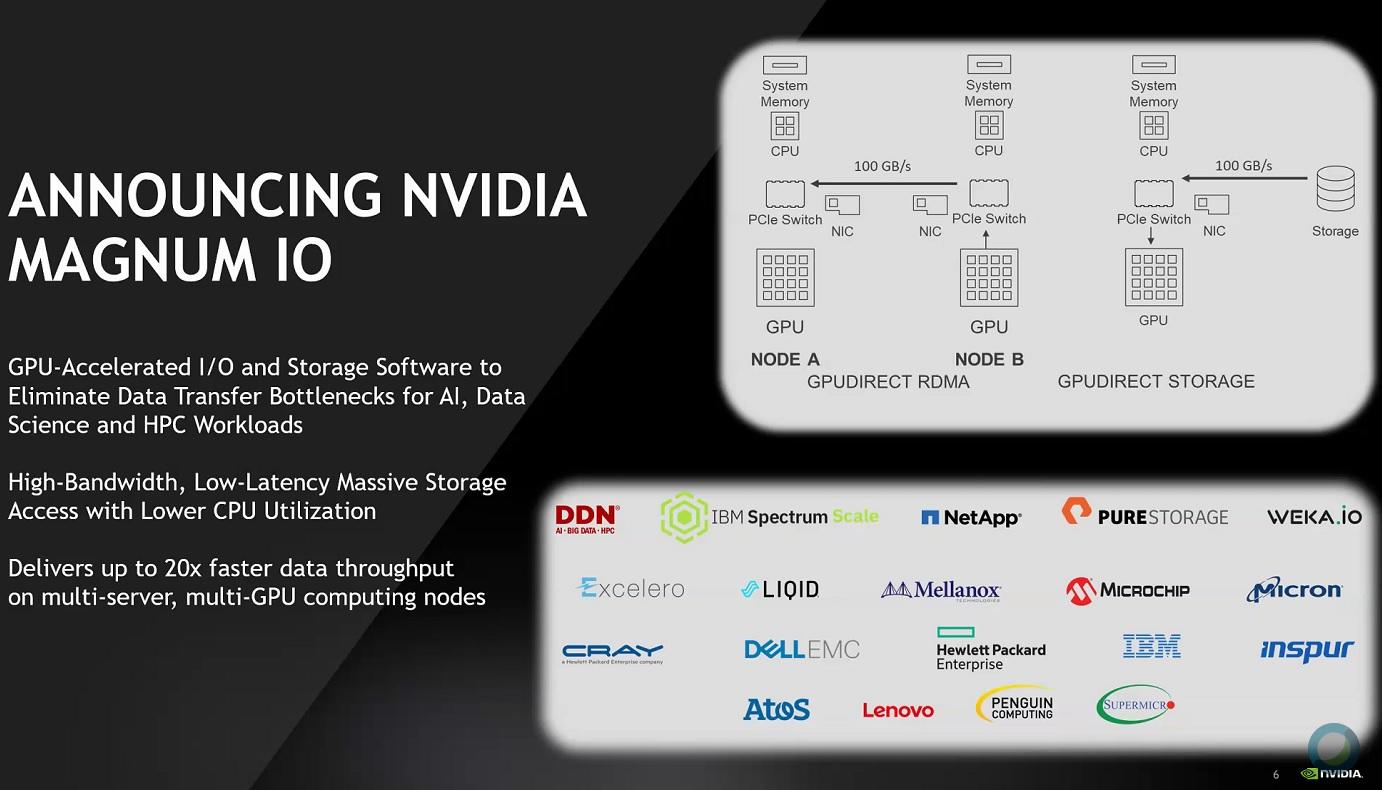 ANNOUNCING NVIDIA
MAGNUM IO
GPU-Accelerated I/O and Storage Software to
Eliminate Data Transfer Bottlenecks for AI, Data
Science and HPC Workloads
High-Bandwidth, Low-Latency Massive Storage
Access with Lower CPU Utilization
Delivers up to 20x faster data throughput
on multi-server, multi-GPU computing nodes
System Memory
CPU
PCIe Switch
NIC
GPU
NODE A
100 GB/s
System Memory
CPU
NIC
PCIe Switch
GPU
NODE B
GPUDIRECT RDMA
System Memory
CPU
100 GB/s
PCIe Switch
NIC
Storage
GPU
GPUDIRECT STORAGE
DDN®
AI · BIG DATA · HPC
IBM Spectrum Scale
NetApp®
PURESTORAGE
WEKA.iO
Excelero
LIQID
Mellanox
TECHNOLOGIES
MICROCHIP
Micron
CRAY
a Hewlett Packard Enterprise company
DELLEMC
Hewlett Packard
Enterprise
IBM
inspur
Atos
Lenovo
PENGUIN
COMPUTING
SUPERMICRO
6
NVIDIA.